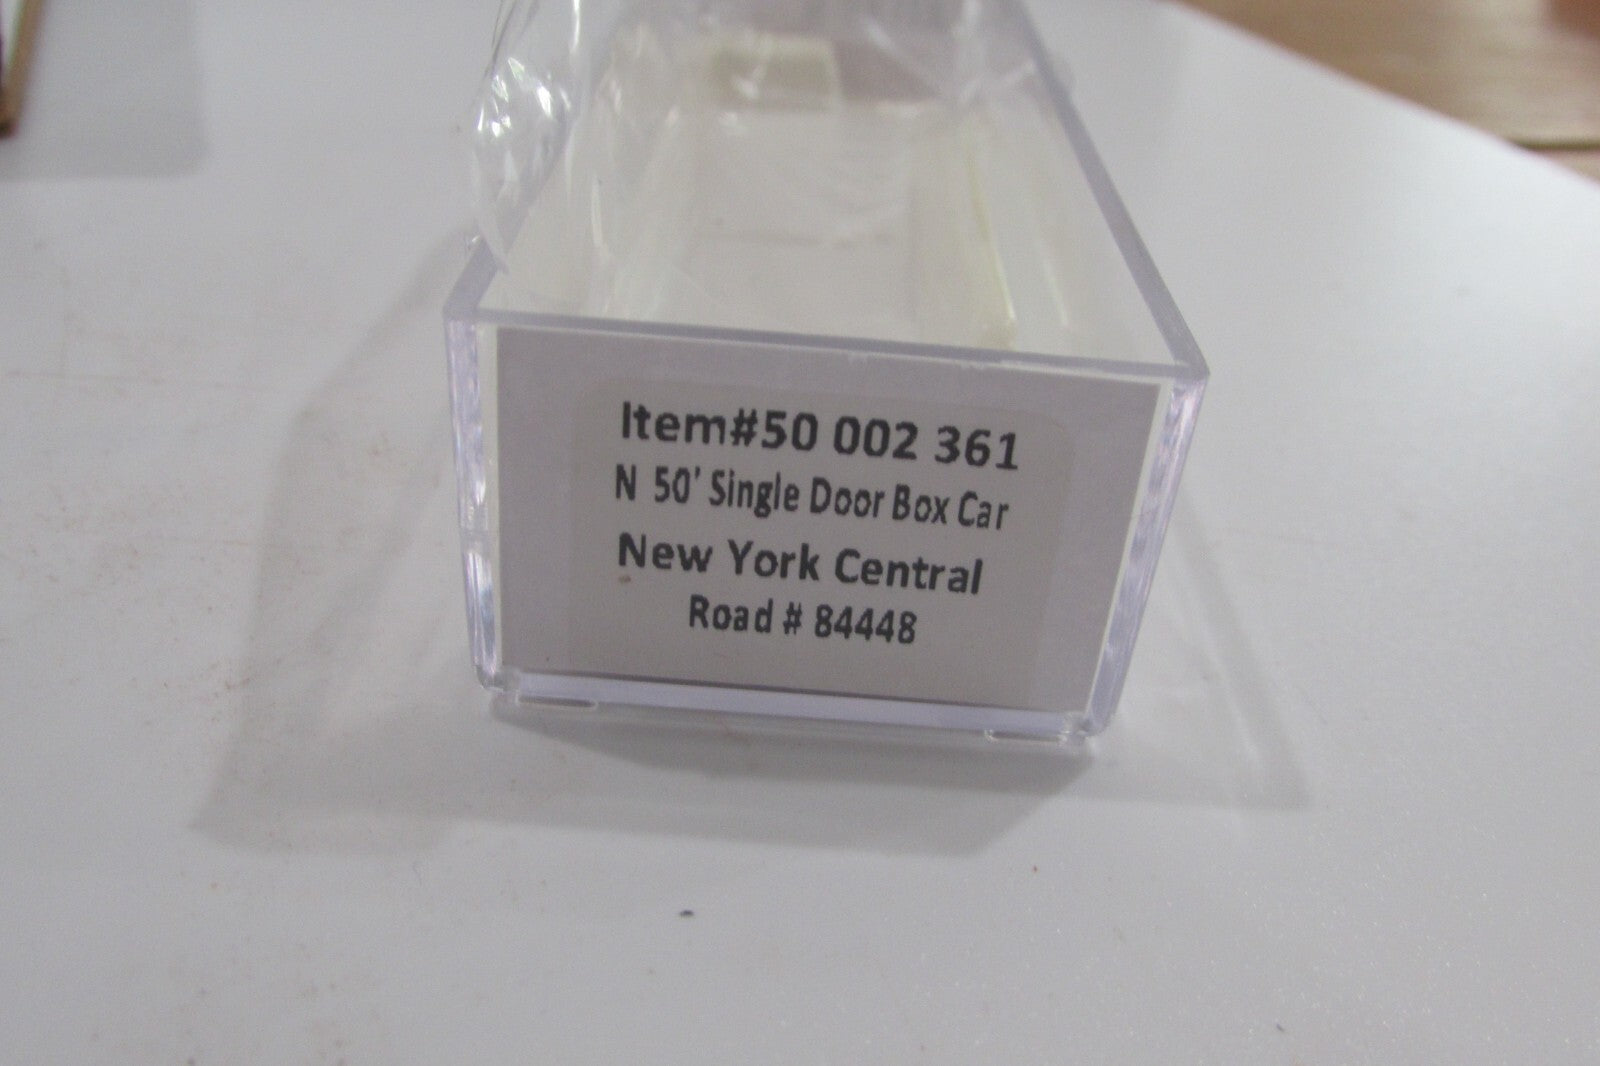 Item#50 002 361
N 50' Single Door Box Car
New York Central
Road # 84448